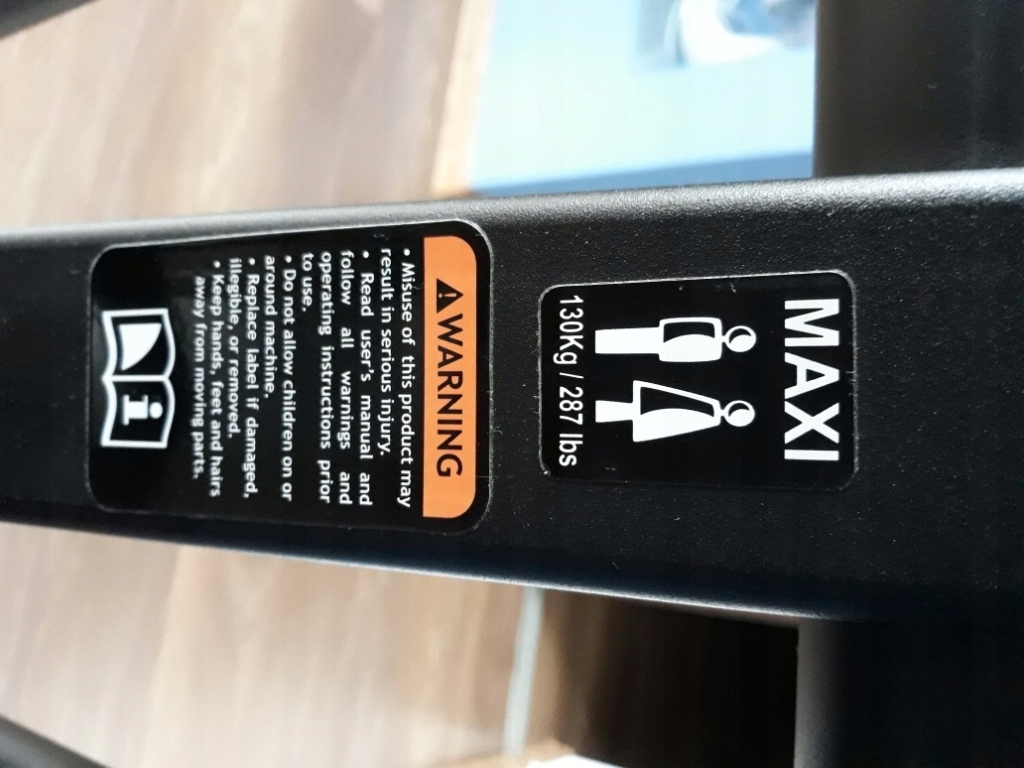 MAXI
130Kg / 287 lbs
WARNING
• Misuse of this product may
result in serious injury.
• Read user's manual and
follow all warnings and
operating instructions prior
to use.
• Do not allow children on or
around machine.
• Replace label if damaged,
illegible, or removed.
• Keep hands, feet and hairs
away from moving parts.